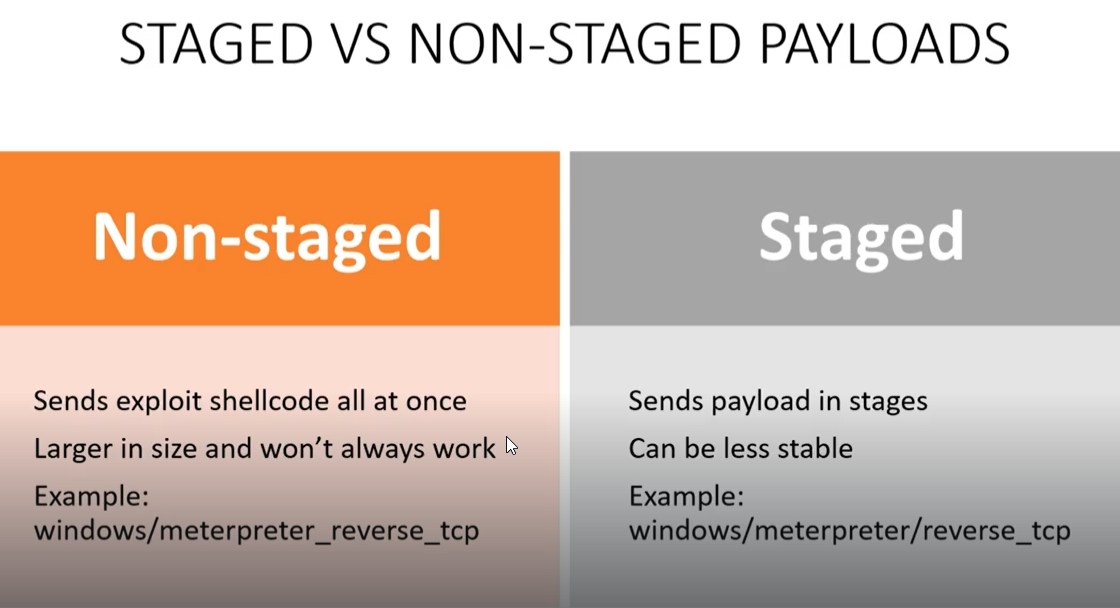 STAGED VS NON-STAGED PAYLOADS
Non-staged
Sends exploit shellcode all at once
Larger in size and won’t always work
Example:
windows/meterpreter_reverse_tcp
Staged
Sends payload in stages
Can be less stable
Example:
windows/meterpreter/reverse_tcp